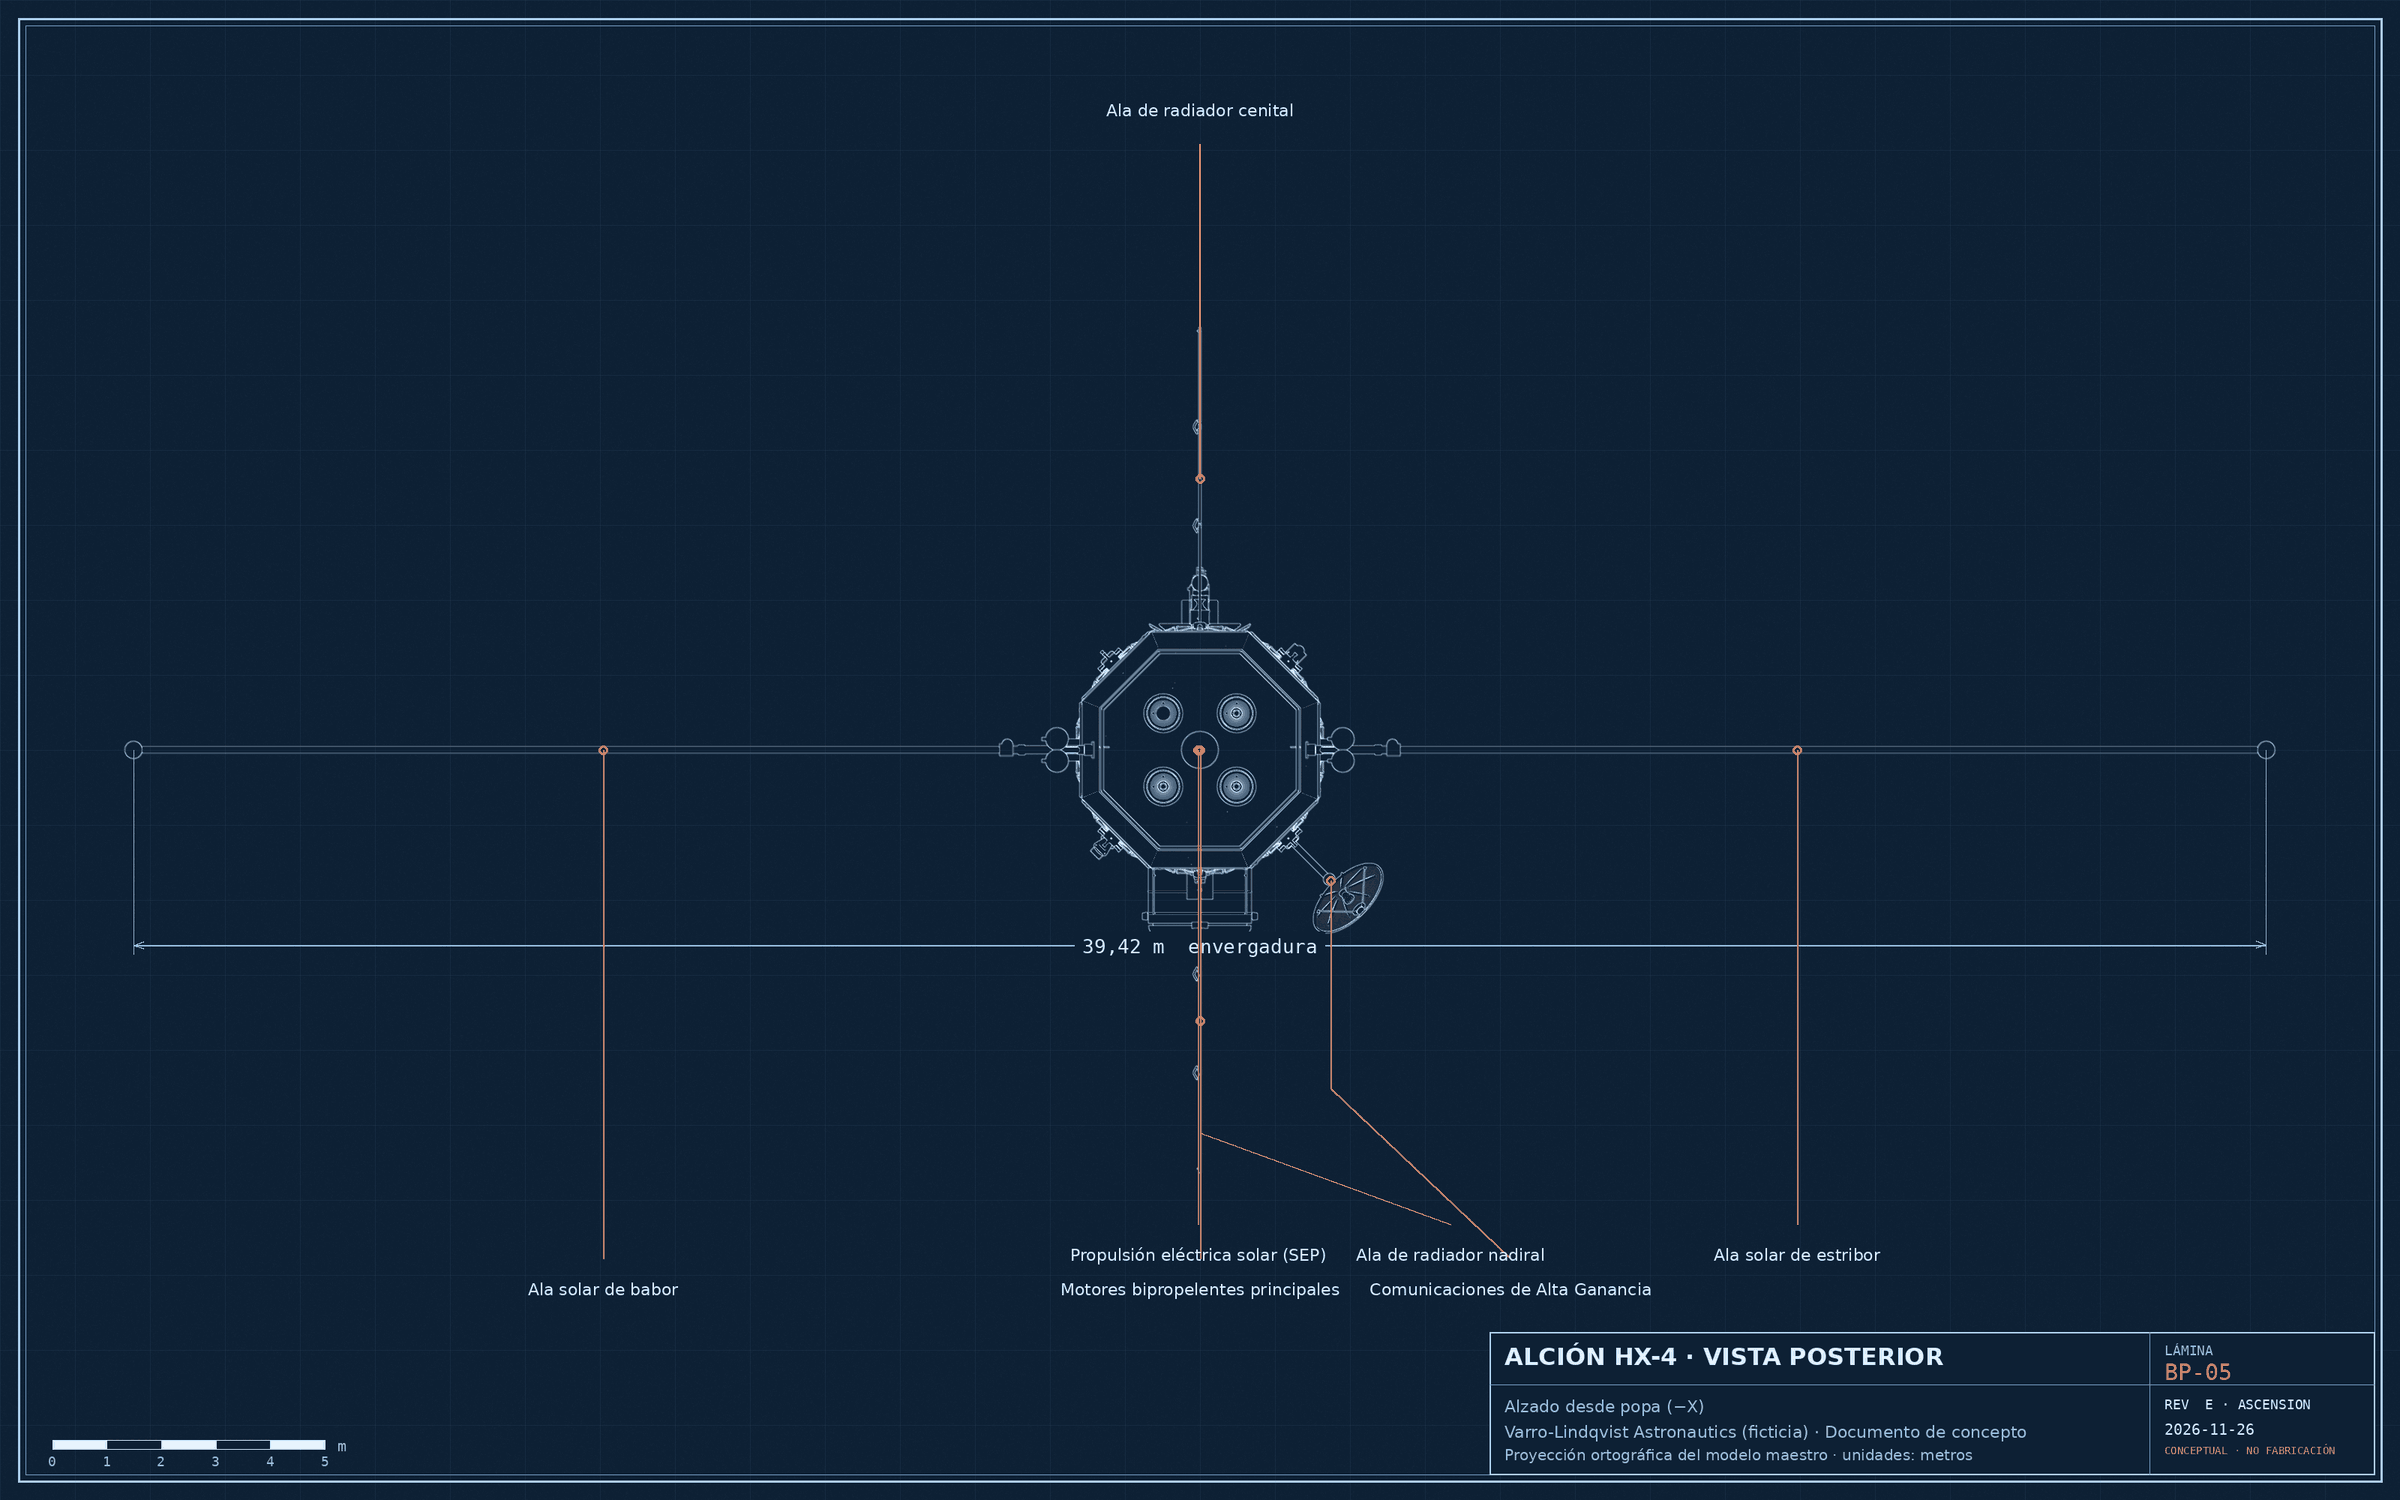 Ala de radiador cenital
39,42 m envergadura
Propulsión eléctrica solar (SEP)
Ala de radiador nadiral
Ala solar de estribor
Ala solar de babor
Motores bipropelentes principales
Comunicaciones de Alta Ganancia
ALCIÓN HX-4 · VISTA POSTERIOR
LÁMINA
BP-05
Alzado desde popa (−X)
Varro-Lindqvist Astronautics (ficticia) · Documento de concepto
Proyección ortográfica del modelo maestro · unidades: metros
REV E · ASCENSION
2026-11-26
CONCEPTUAL · NO FABRICACIÓN
0 1 2 3 4 5 m